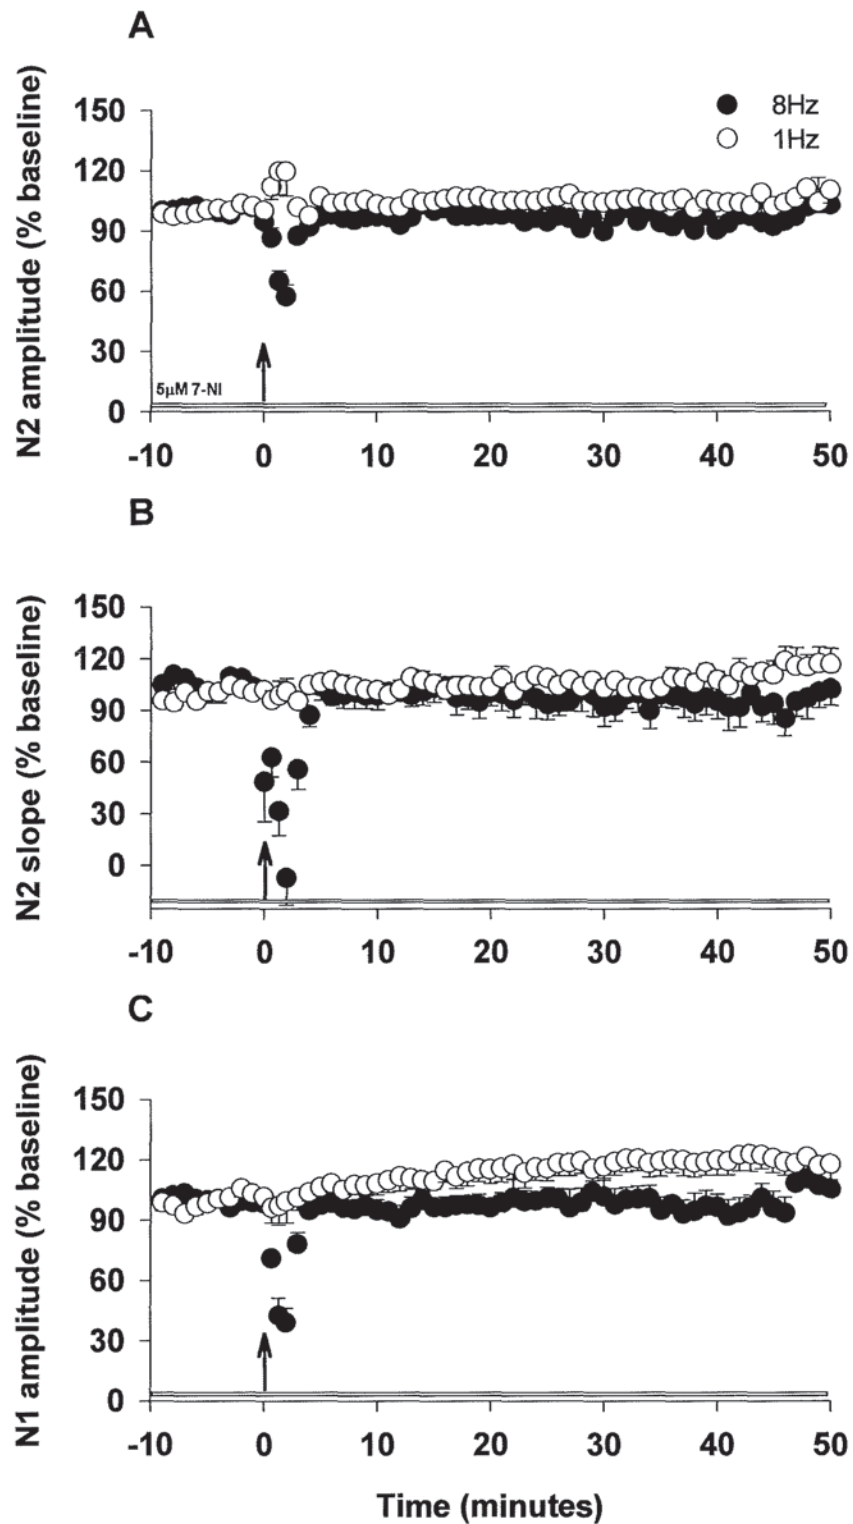 A
N2 amplitude (% baseline)
150
120
90
60
30
0
8Hz
1Hz
5μM 7-NI
-10 0 10 20 30 40 50
B
N2 slope (% baseline)
150
120
90
60
30
0
-10 0 10 20 30 40 50
C
N1 amplitude (% baseline)
150
120
90
60
30
0
-10 0 10 20 30 40 50
Time (minutes)